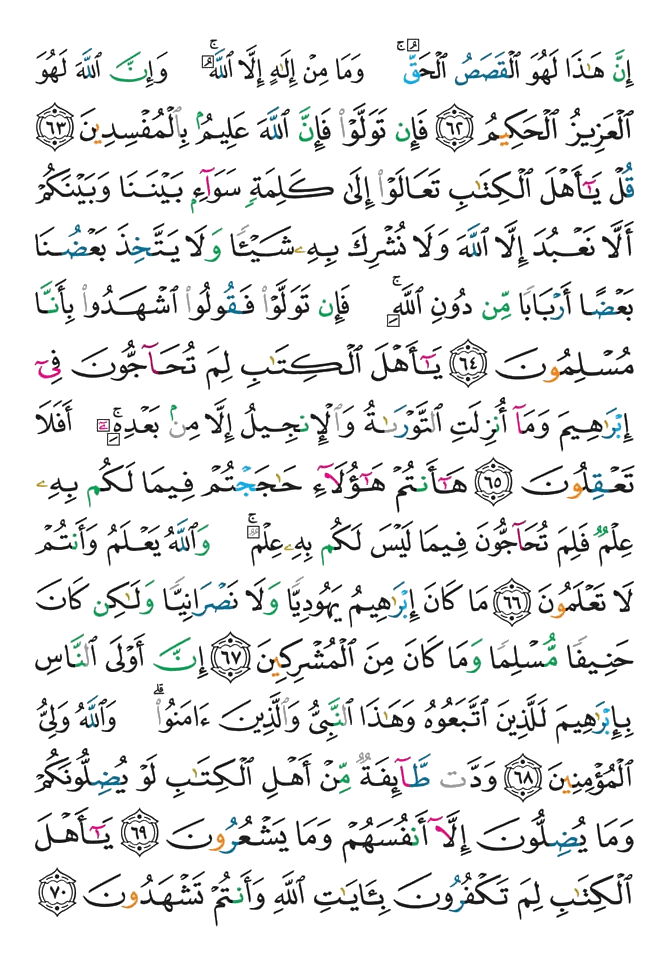 إِنَّ هَٰذَا لَهُوَ ٱلْقَصَصُ ٱلْحَقُّ ۚ وَمَا مِنْ إِلَٰهٍ إِلَّا ٱللَّهُ ۚ وَإِنَّ ٱللَّهَ لَهُوَ
ٱلْعَزِيزُ ٱلْحَكِيمُ ٦٢ فَإِن تَوَلَّوْا۟ فَإِنَّ ٱللَّهَ عَلِيمٌۢ بِٱلْمُفْسِدِينَ ٦٣
قُلْ يَٰٓأَهْلَ ٱلْكِتَٰبِ تَعَالَوْا۟ إِلَىٰ كَلِمَةٍ سَوَآءٍۭ بَيْنَنَا وَبَيْنَكُمْ
أَلَّا نَعْبُدَ إِلَّا ٱللَّهَ وَلَا نُشْرِكَ بِهِۦ شَيْـًٔا وَلَا يَتَّخِذَ بَعْضُنَا
بَعْضًا أَرْبَابًا مِّن دُونِ ٱللَّهِ ۚ فَإِن تَوَلَّوْا۟ فَقُولُوا۟ ٱشْهَدُوا۟ بِأَنَّا
مُسْلِمُونَ ٦٤ يَٰٓأَهْلَ ٱلْكِتَٰبِ لِمَ تُحَآجُّونَ فِىٓ
إِبْرَٰهِيمَ وَمَآ أُنزِلَتِ ٱلتَّوْرَىٰةُ وَٱلْإِنجِيلُ إِلَّا مِنۢ بَعْدِهِۦٓ ۚ أَفَلَا
تَعْقِلُونَ ٦٥ هَٰٓأَنتُمْ هَٰٓؤُلَآءِ حَٰجَجْتُمْ فِيمَا لَكُم بِهِۦ
عِلْمٌ فَلِمَ تُحَآجُّونَ فِيمَا لَيْسَ لَكُم بِهِۦ عِلْمٌ ۚ وَٱللَّهُ يَعْلَمُ وَأَنتُمْ
لَا تَعْلَمُونَ ٦٦ مَا كَانَ إِبْرَٰهِيمُ يَهُودِيًّا وَلَا نَصْرَانِيًّا وَلَٰكِن كَانَ
حَنِيفًا مُّسْلِمًا وَمَا كَانَ مِنَ ٱلْمُشْرِكِينَ ٦٧ إِنَّ أَوْلَى ٱلنَّاسِ
بِإِبْرَٰهِيمَ لَلَّذِينَ ٱتَّبَعُوهُ وَهَٰذَا ٱلنَّبِىُّ وَٱلَّذِينَ ءَامَنُوا۟ ۗ وَٱللَّهُ وَلِىُّ
ٱلْمُؤْمِنِينَ ٦٨ وَدَّت طَّآئِفَةٌ مِّنْ أَهْلِ ٱلْكِتَٰبِ لَوْ يُضِلُّونَكُمْ
وَمَا يُضِلُّونَ إِلَّآ أَنفُسَهُمْ وَمَا يَشْعُرُونَ ٦٩ يَٰٓأَهْلَ
ٱلْكِتَٰبِ لِمَ تَكْفُرُونَ بِـَٔايَٰتِ ٱللَّهِ وَأَنتُمْ تَشْهَدُونَ ٧٠